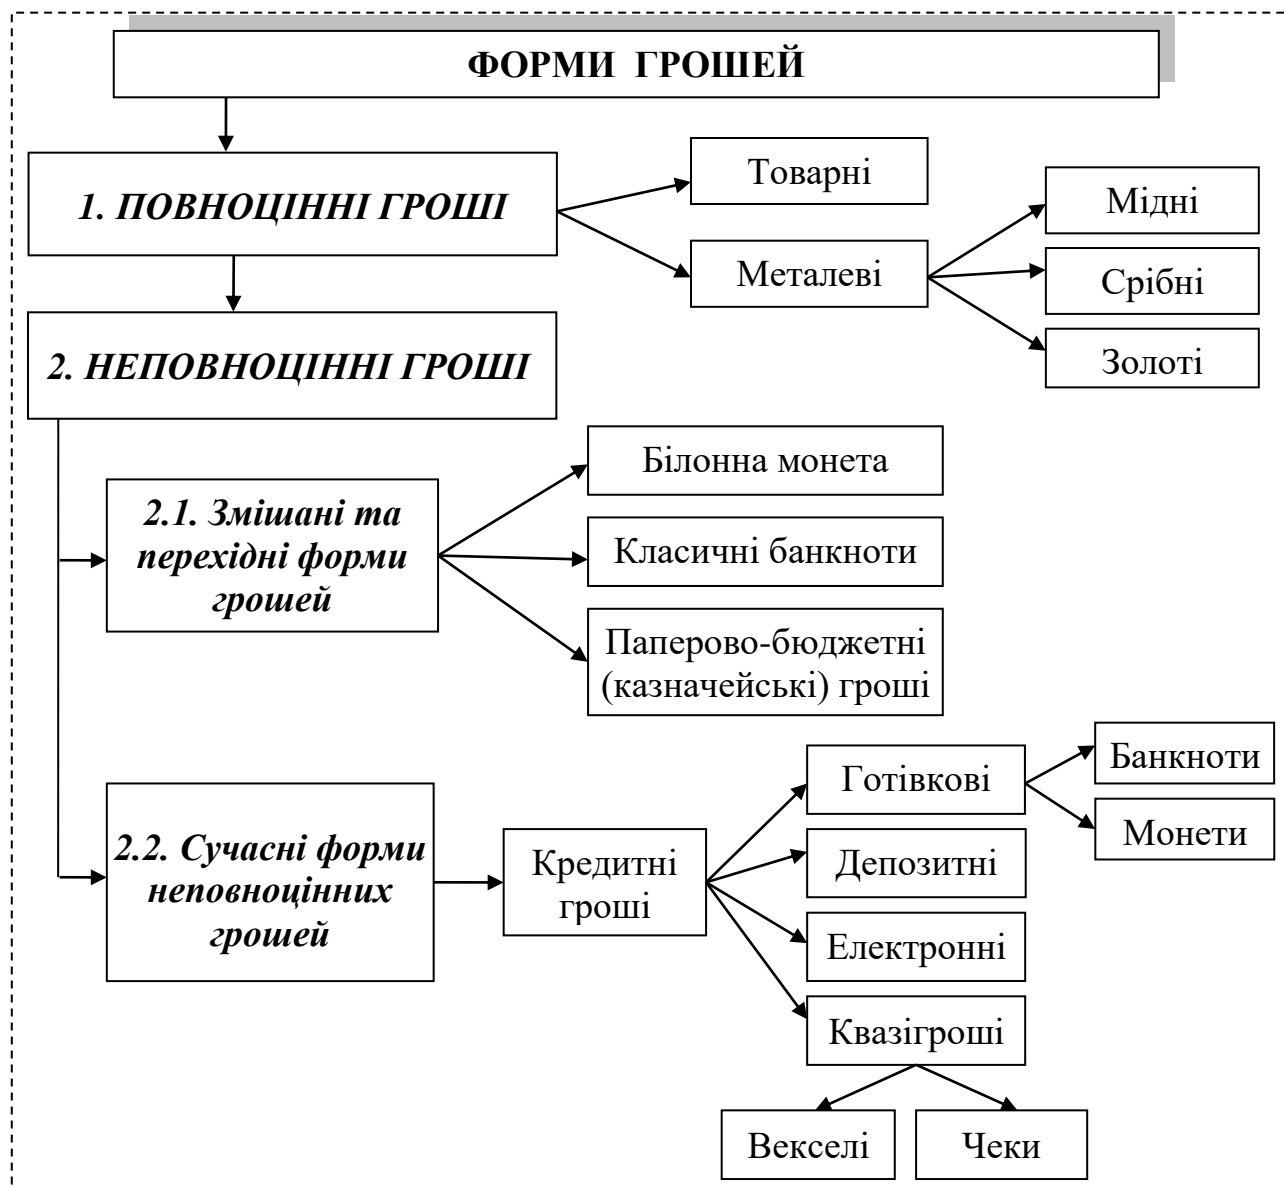 ФОРМИ ГРОШЕЙ
1. ПОВНОЦІННІ ГРОШІ
Товарні
Металеві
Мідні
Срібні
Золоті
2. НЕПОВНОЦІННІ ГРОШІ
2.1. Змішані та
перехідні форми
грошей
Білонна монета
Класичні банкноти
Паперово-бюджетні
(казначейські) гроші
2.2. Сучасні форми
неповноцінних
грошей
Кредитні
гроші
Готівкові
Банкноти
Монети
Депозитні
Електронні
Квазігроші
Векселі
Чеки